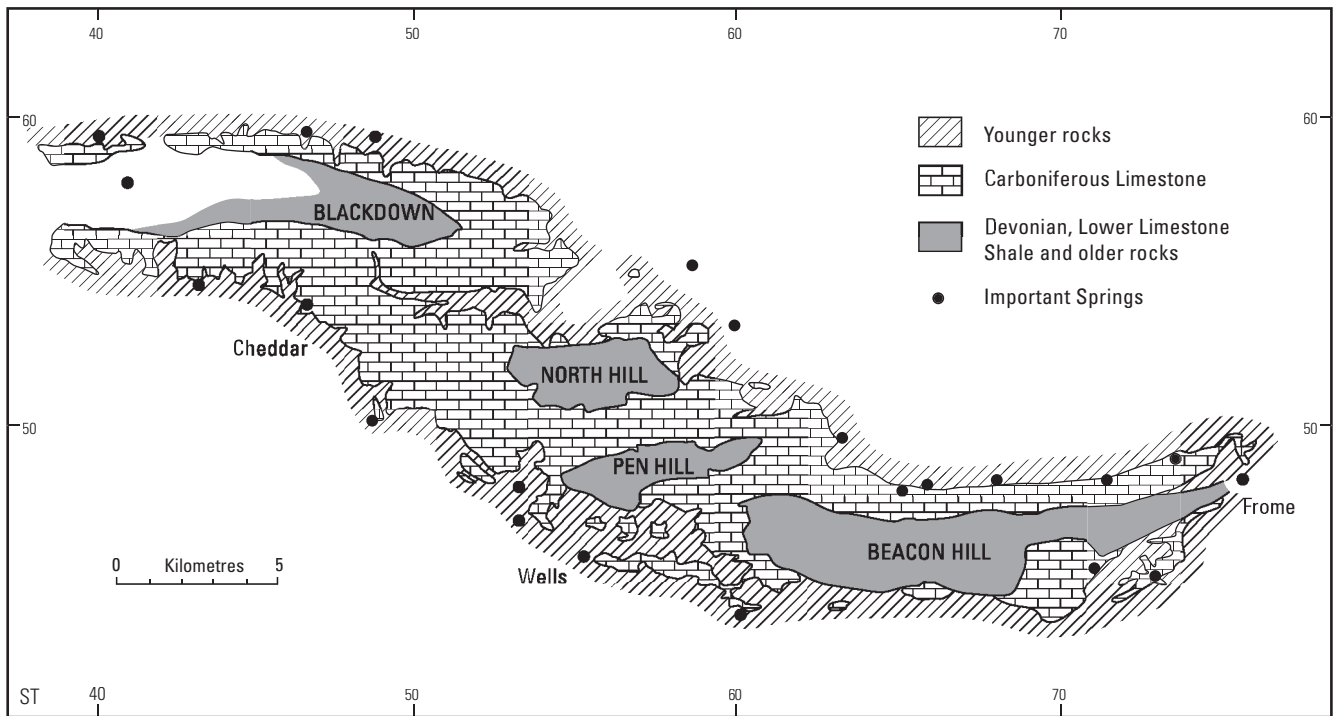 40 50 60 70
60 60
Younger rocks
Carboniferous Limestone
BLACKDOWN
Devonian, Lower Limestone
Shale and older rocks
Important Springs
Cheddar
NORTH HILL
50 50
PEN HILL
Frome
BEACON HILL
0 Kilometres 5
Wells
ST 40 50 60 70